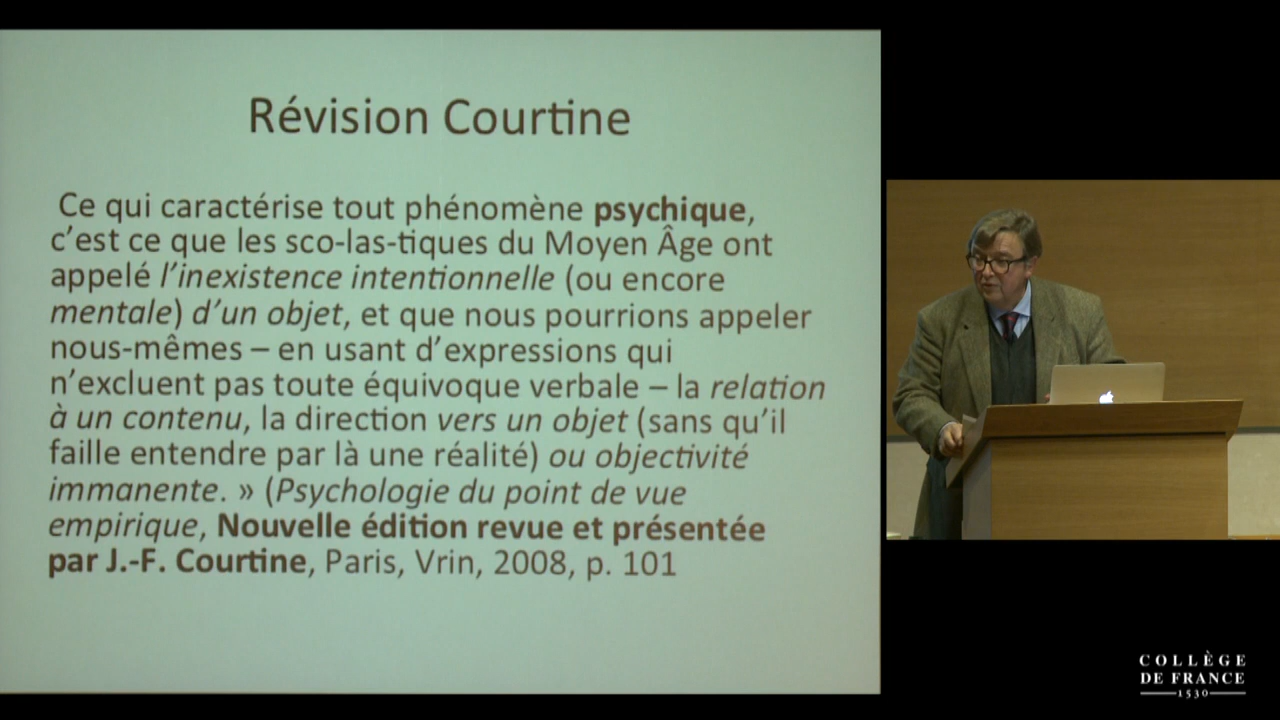 Révision Courtine
Ce qui caractérise tout phénomène psychique,
c’est ce que les sco-las-tiques du Moyen Âge ont
appelé l’inexistence intentionnelle (ou encore
mentale) d’un objet, et que nous pourrions appeler
nous-mêmes – en usant d’expressions qui
n’excluent pas toute équivoque verbale – la relation
à un contenu, la direction vers un objet (sans qu’il
faille entendre par là une réalité) ou objectivité
immanente. » (Psychologie du point de vue
empirique, Nouvelle édition revue et présentée
par J.-F. Courtine, Paris, Vrin, 2008, p. 101
COLLÈGE
DE FRANCE
1530